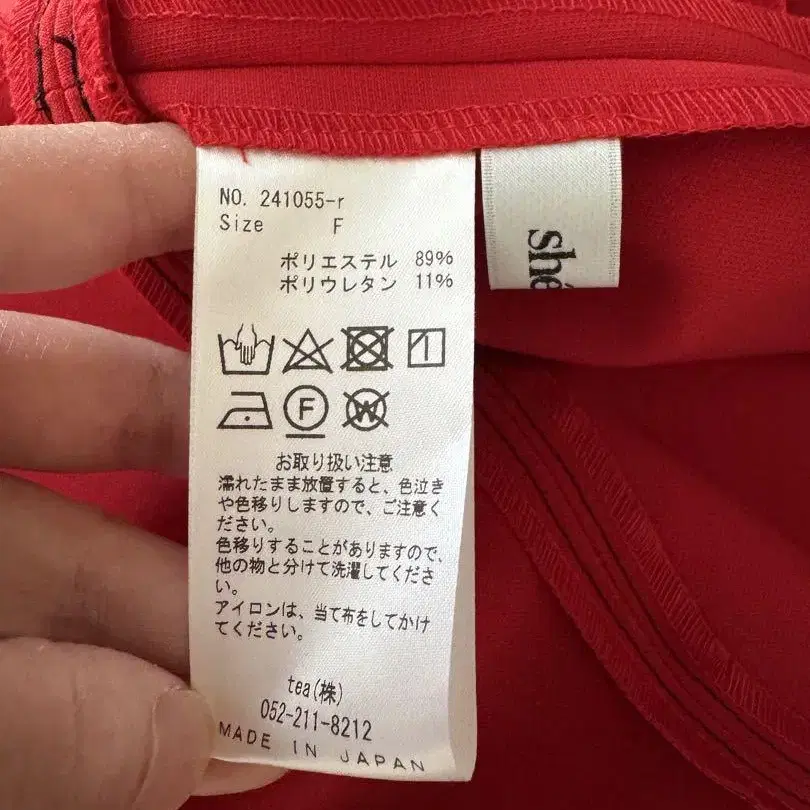 NO. 241055-r
Size F
ポリエステル 89%
ポリウレタン 11%
F
W
お取り扱い注意
濡れたまま放置すると、色泣き
や色移りしますので、ご注意く
ださい。
色移りすることがありますので、
他の物と分けて洗濯してくださ
い。
アイロンは、当て布をしてかけ
てください。
tea(株)
052-211-8212
MADE IN JAPAN
shé